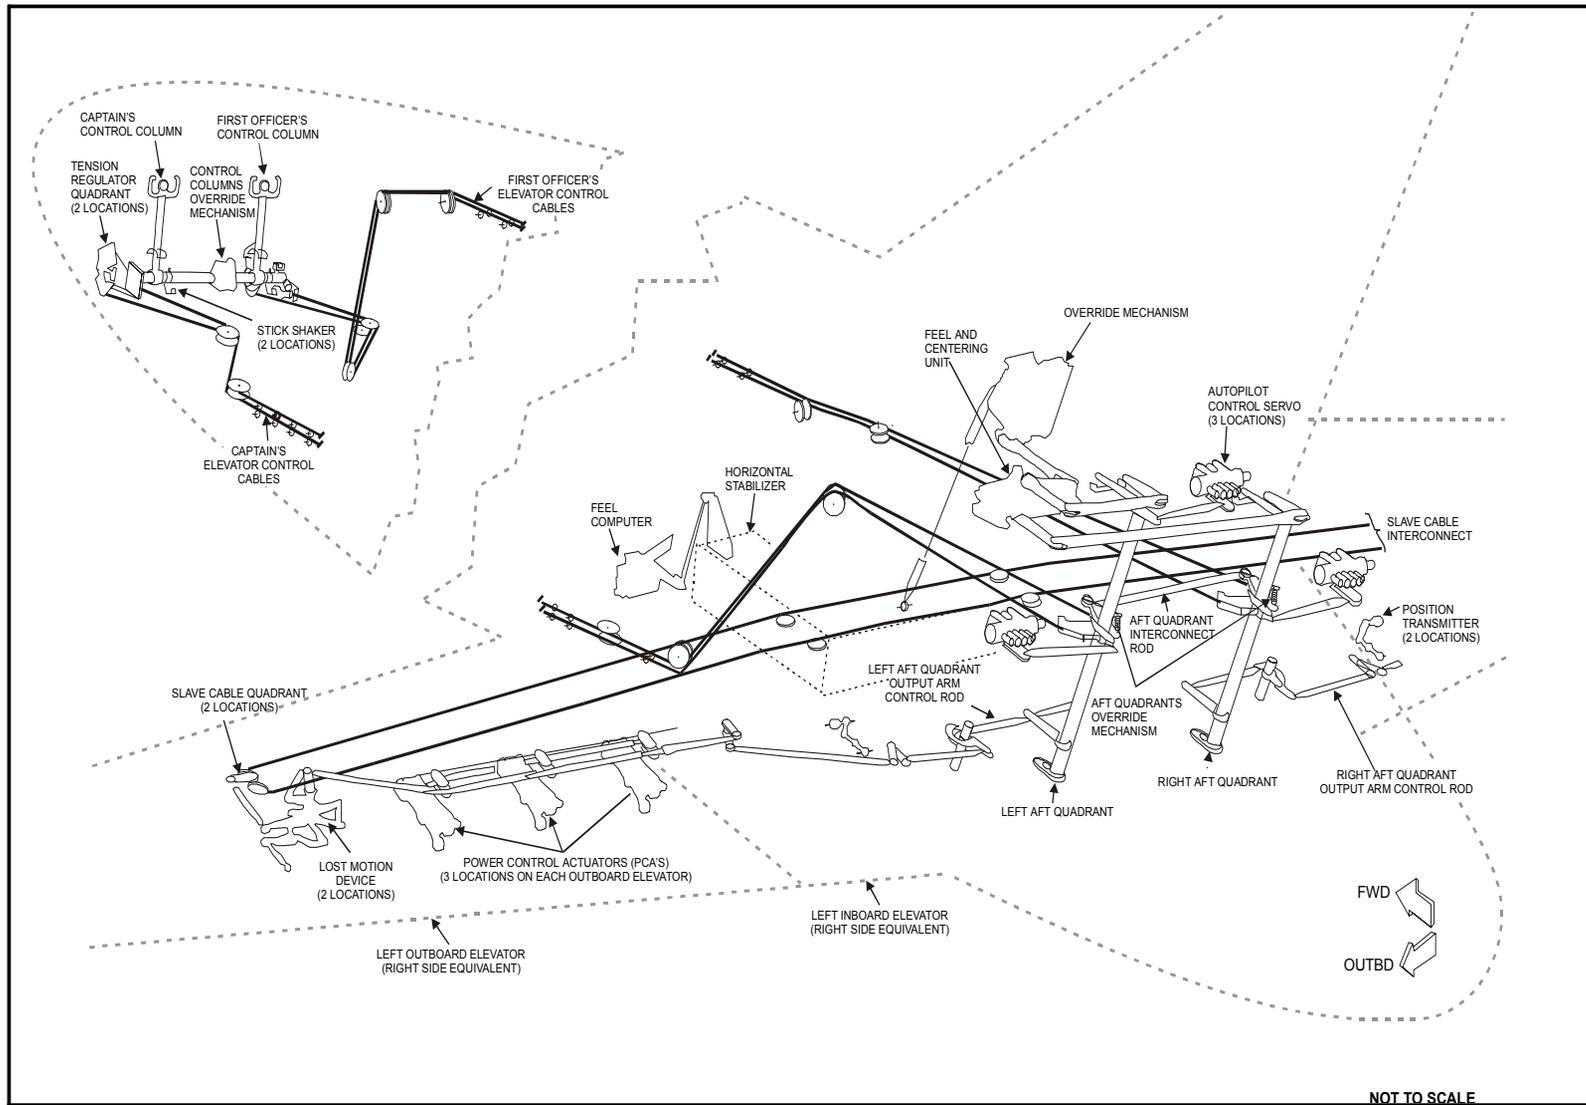 CAPTAIN'S
CONTROL COLUMN
FIRST OFFICER'S
CONTROL COLUMN
TENSION
REGULATOR
QUADRANT
(2 LOCATIONS)
CONTROL
COLUMNS
OVERRIDE
MECHANISM
FIRST OFFICER'S
ELEVATOR CONTROL
CABLES
STICK SHAKER
(2 LOCATIONS)
CAPTAIN'S
ELEVATOR CONTROL
CABLES
OVERRIDE MECHANISM
FEEL AND
CENTERING
UNIT
AUTOPILOT
CONTROL SERVO
(3 LOCATIONS)
HORIZONTAL
STABILIZER
FEEL
COMPUTER
SLAVE CABLE
INTERCONNECT
POSITION
TRANSMITTER
(2 LOCATIONS)
AFT QUADRANT
INTERCONNECT
ROD
LEFT AFT QUADRANT
OUTPUT ARM
CONTROL ROD
SLAVE CABLE QUADRANT
(2 LOCATIONS)
AFT QUADRANTS
OVERRIDE
MECHANISM
RIGHT AFT QUADRANT
RIGHT AFT QUADRANT
OUTPUT ARM CONTROL ROD
LEFT AFT QUADRANT
LOST MOTION
DEVICE
(2 LOCATIONS)
POWER CONTROL ACTUATORS (PCA'S)
(3 LOCATIONS ON EACH OUTBOARD ELEVATOR)
LEFT INBOARD ELEVATOR
(RIGHT SIDE EQUIVALENT)
LEFT OUTBOARD ELEVATOR
(RIGHT SIDE EQUIVALENT)
FWD
OUTBD
NOT TO SCALE